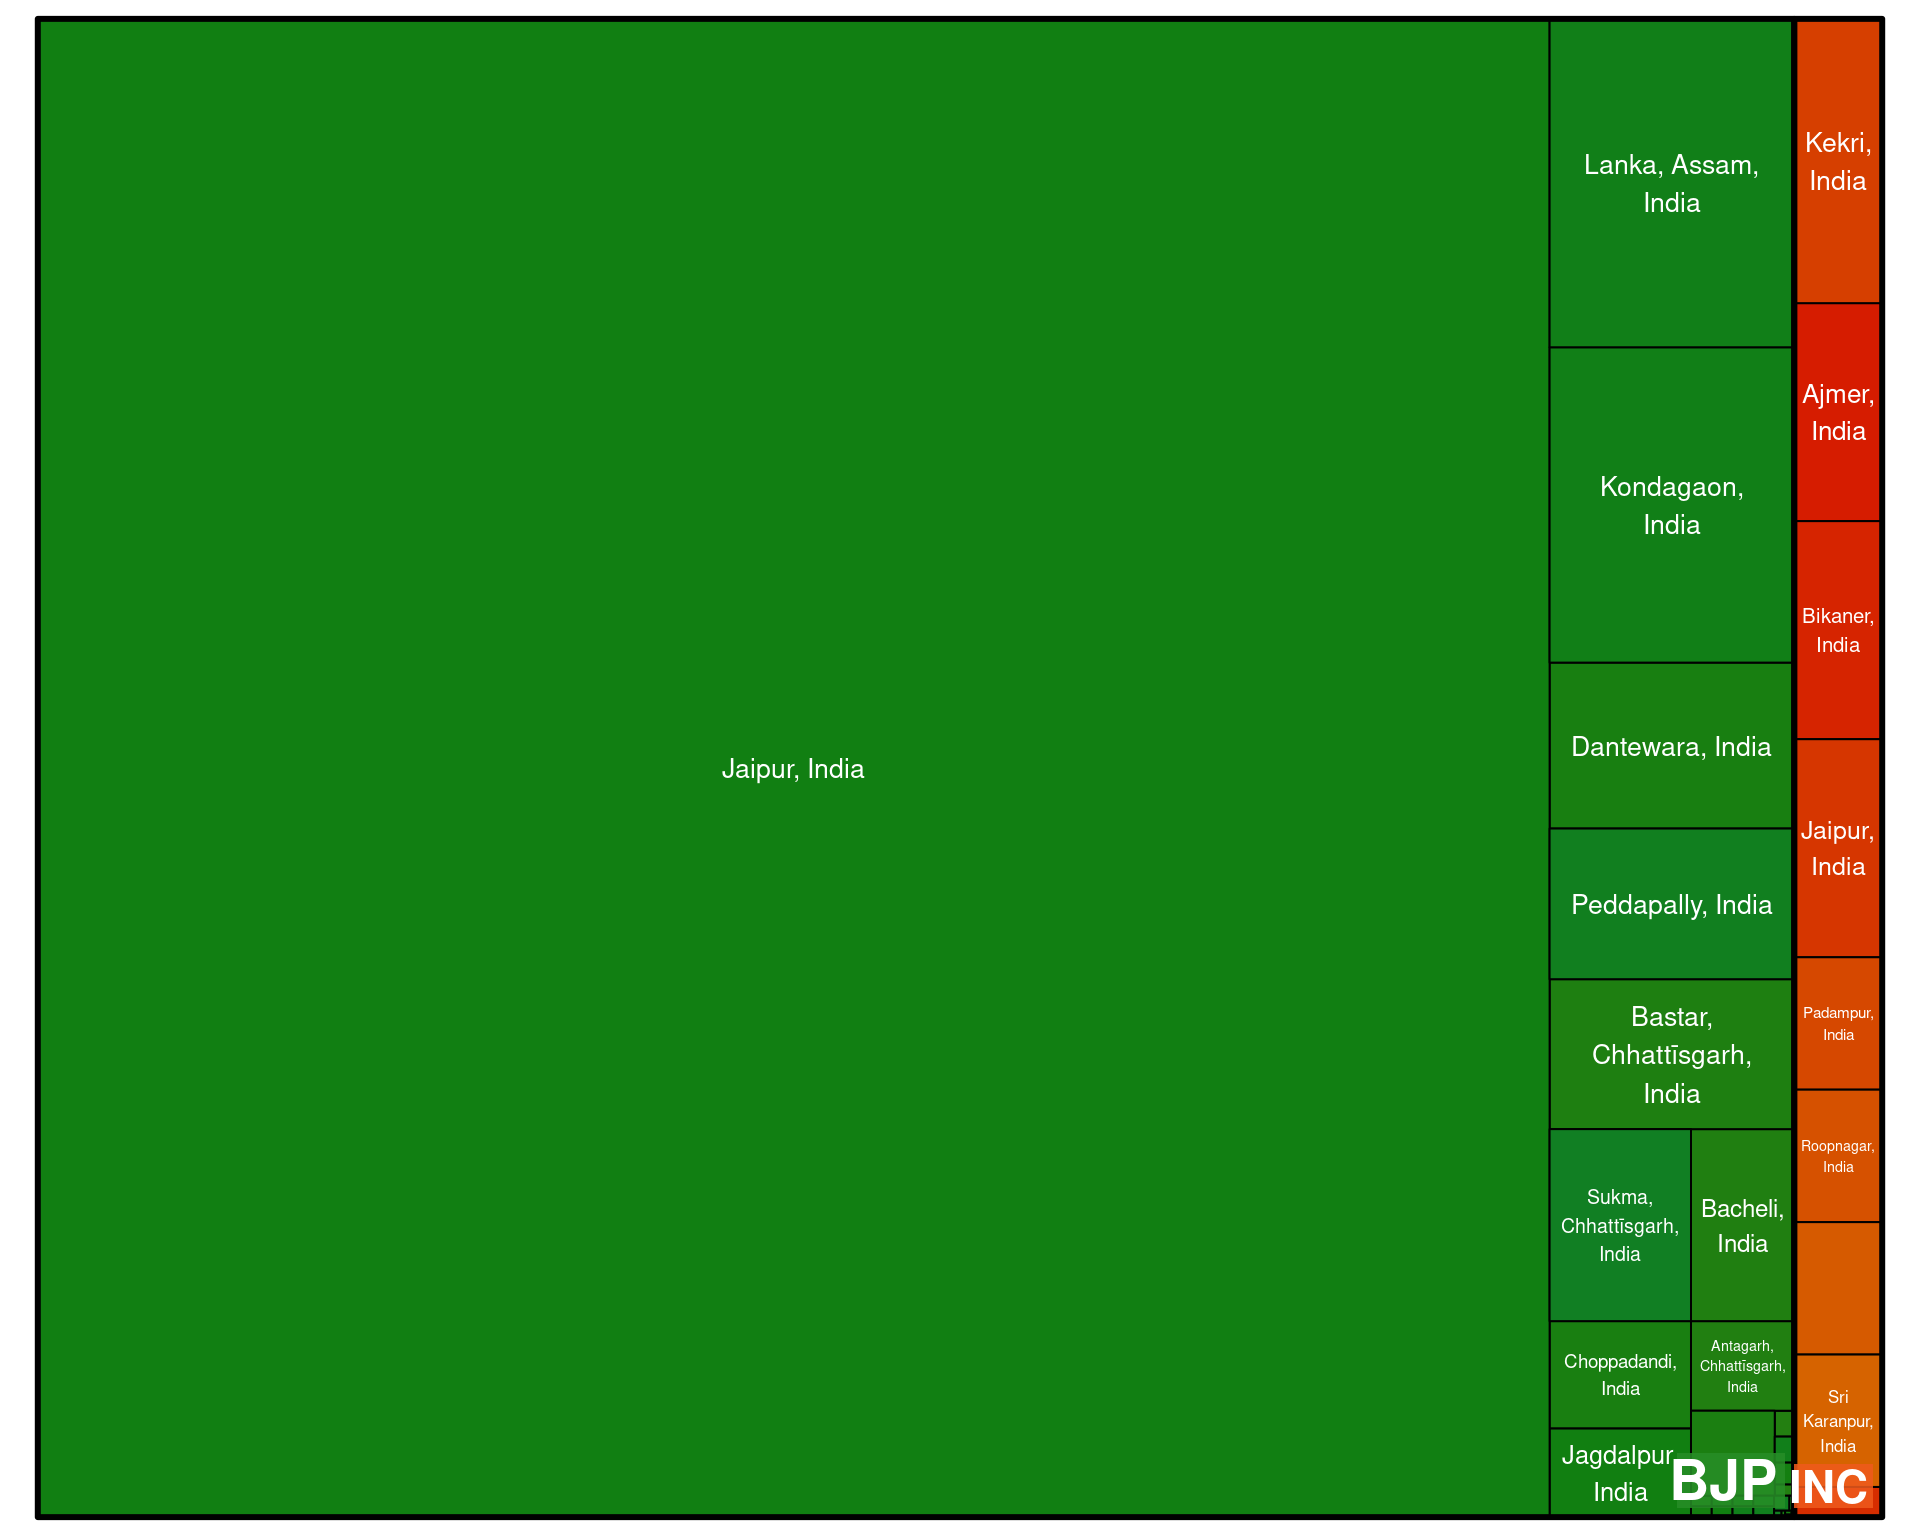 Jaipur, India
Lanka, Assam,
India
Kondagaon,
India
Dantewara, India
Peddapally, India
Bastar,
Chhattīsgarh,
India
Sukma,
Chhattīsgarh,
India
Bacheli,
India
Choppadandi,
India
Antagarh,
Chhattīsgarh,
India
Jagdalpur,
India
BJP
Kekri,
India
Ajmer,
India
Bikaner,
India
Jaipur,
India
Padampur,
India
Roopnagar,
India
Sri
Karanpur,
India
INC